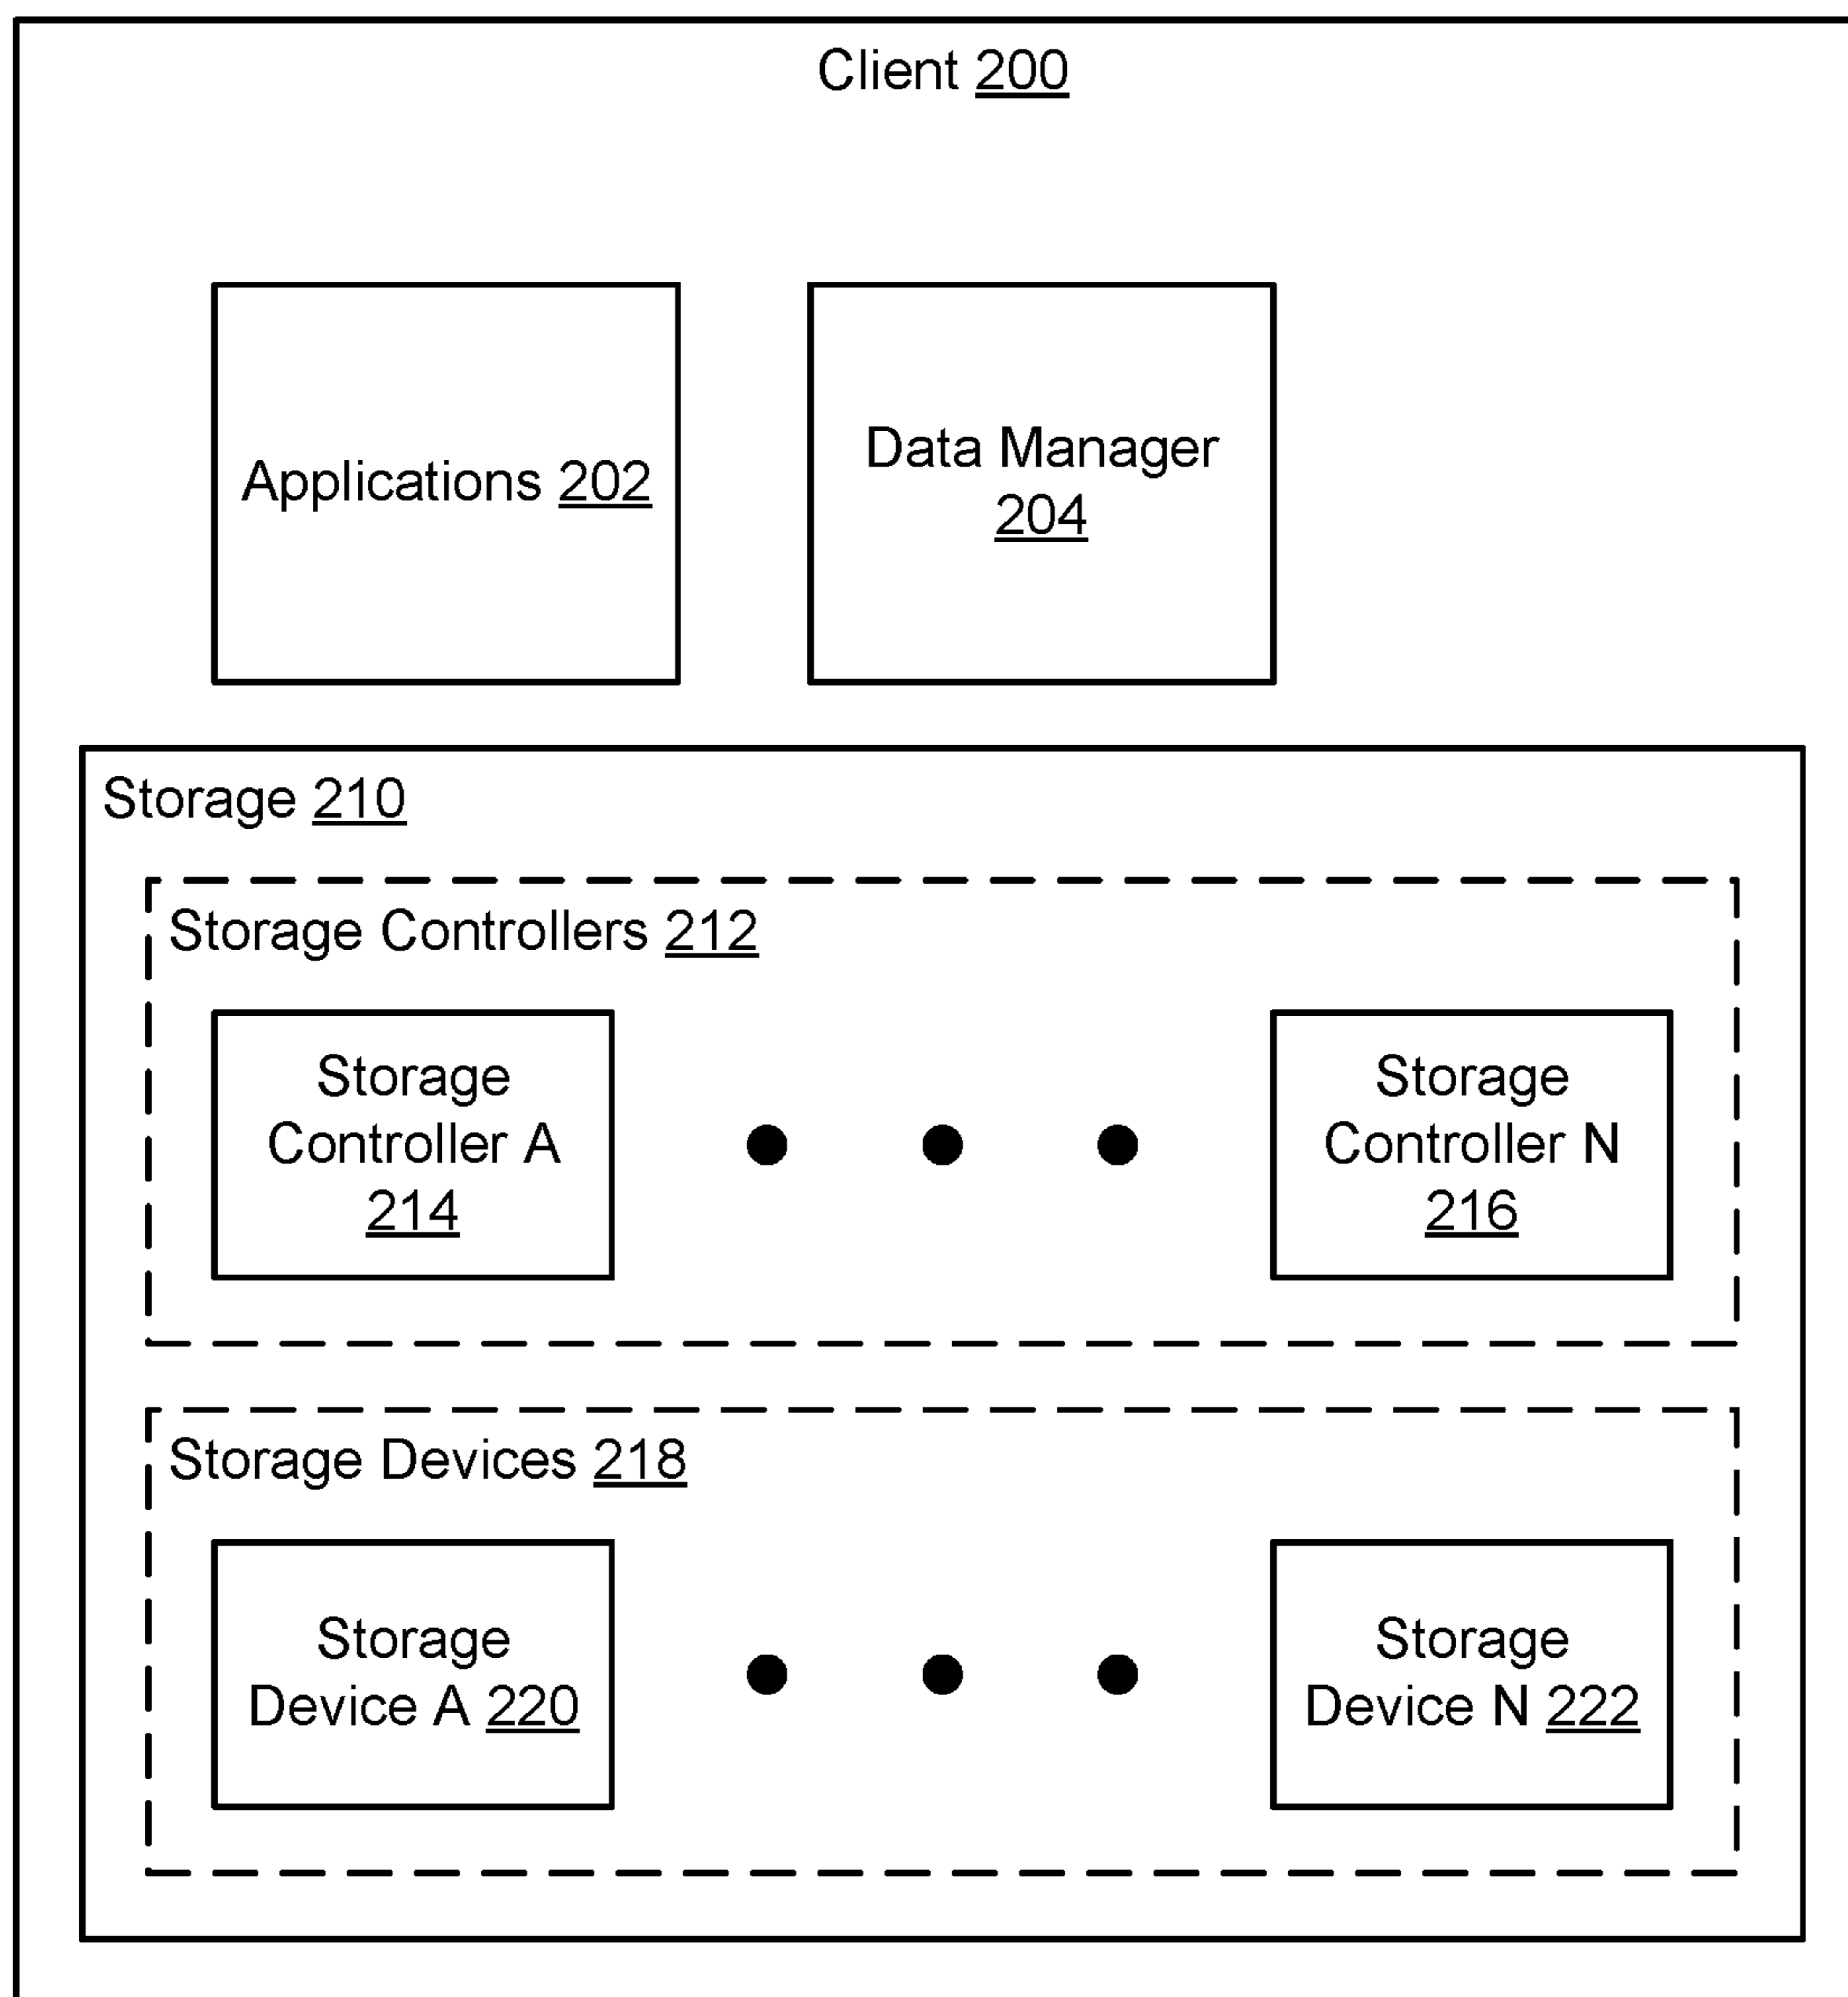 Client 200
Applications 202
Data Manager
204
Storage 210
Storage Controllers 212
Storage
Controller A
214
Storage
Controller N
216
Storage Devices 218
Storage
Device A 220
Storage
Device N 222